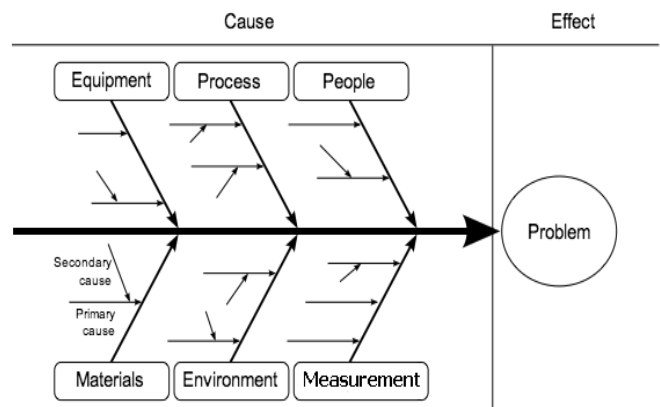 Cause
Effect
Equipment
Process
People
Problem
Secondary
cause
Primary
cause
Materials
Environment
Measurement